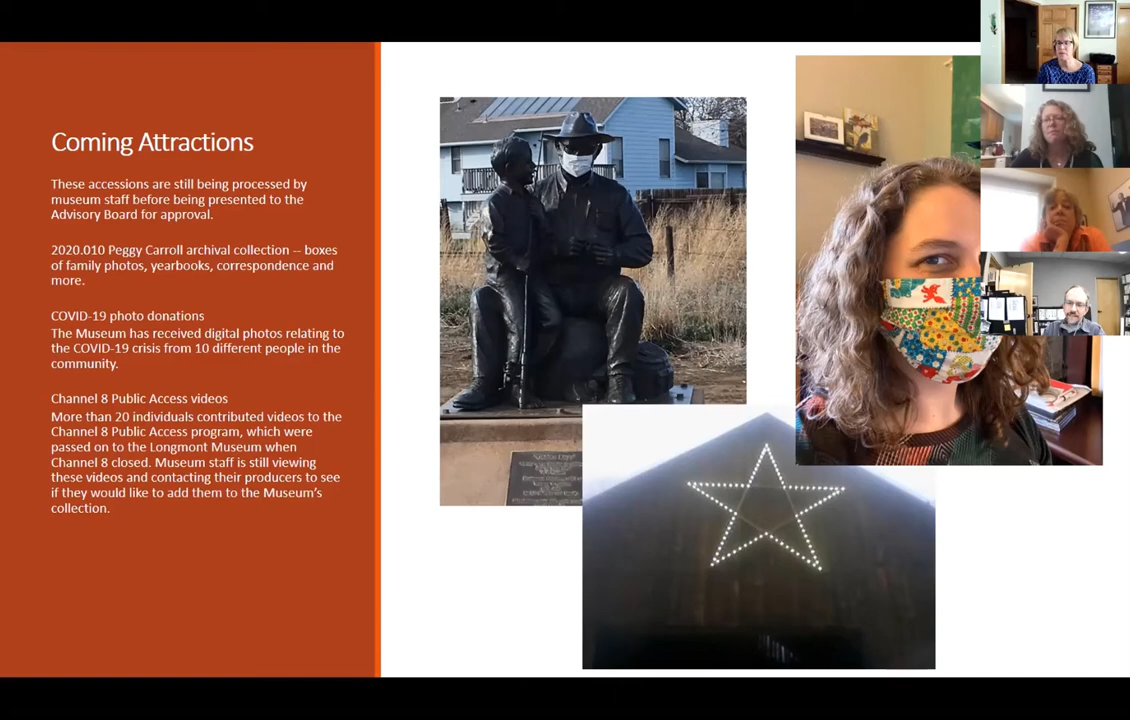 Coming Attractions
These accessions are still being processed by
museum staff before being presented to the
Advisory Board for approval.
2020.010 Peggy Carroll archival collection -- boxes
of family photos, yearbooks, correspondence and
more.
COVID-19 photo donations
The Museum has received digital photos relating to
the COVID-19 crisis from 10 different people in the
community.
Channel 8 Public Access videos
More than 20 individuals contributed videos to the
Channel 8 Public Access program, which were
passed on to the Longmont Museum when
Channel 8 closed. Museum staff is still viewing
these videos and contacting their producers to see
if they would like to add them to the Museum's
collection.